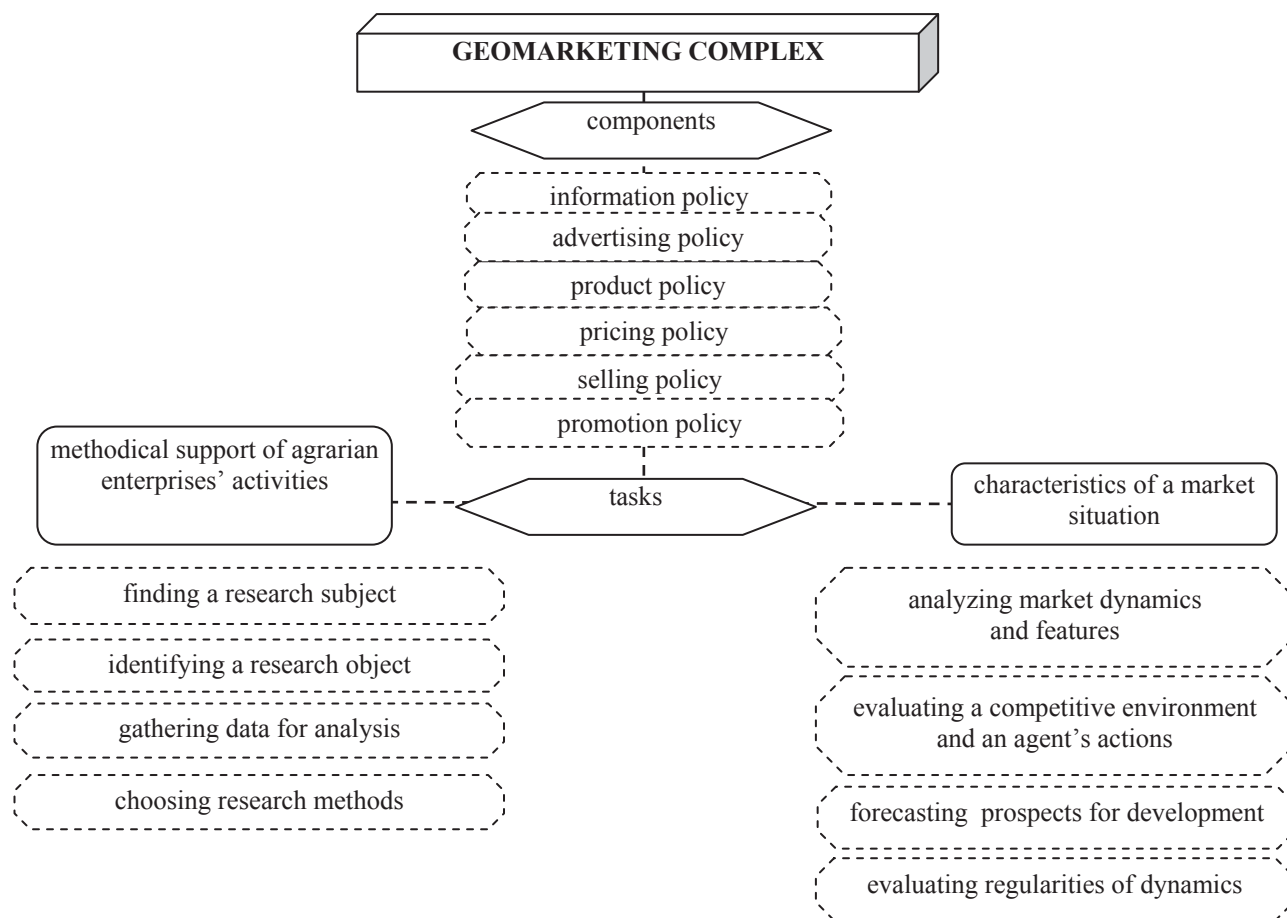 GEOMARKETING COMPLEX
components
information policy
advertising policy
product policy
pricing policy
selling policy
promotion policy
methodical support of agrarian
enterprises’ activities
tasks
characteristics of a market
situation
finding a research subject
identifying a research object
gathering data for analysis
choosing research methods
analyzing market dynamics
and features
evaluating a competitive environment
and an agent’s actions
forecasting prospects for development
evaluating regularities of dynamics